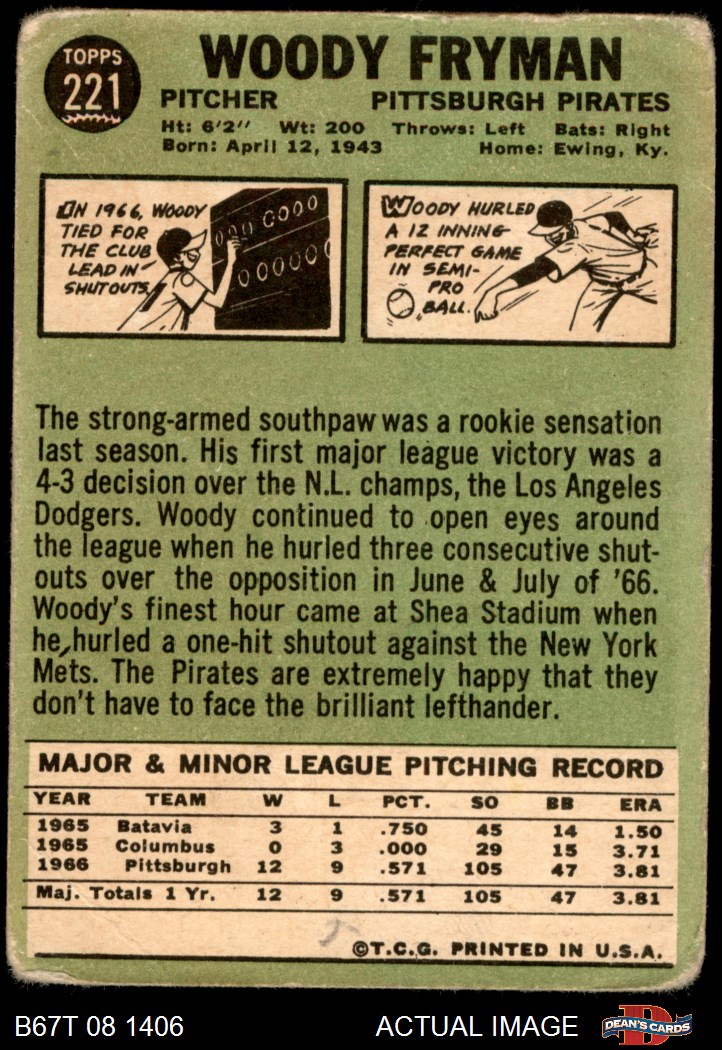 TOPPS
221
WOODY FRYMAN
PITCHER PITTSBURGH PIRATES
Ht: 6'2" Wt: 200 Throws: Left Bats: Right
Born: April 12, 1943 Home: Ewing, Ky.
IN 1966, WOODY
TIED FOR
THE CLUB
LEAD IN
SHUTOUTS.
000 0000
000000
WOODY HURLED
A 12 INNING
PERFECT GAME
IN SEMI-
PRO
BALL.
The strong-armed southpaw was a rookie sensation
last season. His first major league victory was a
4-3 decision over the N.L. champs, the Los Angeles
Dodgers. Woody continued to open eyes around
the league when he hurled three consecutive shut-
outs over the opposition in June & July of '66.
Woody's finest hour came at Shea Stadium when
he hurled a one-hit shutout against the New York
Mets. The Pirates are extremely happy that they
don't have to face the brilliant lefthander.
MAJOR & MINOR LEAGUE PITCHING RECORD
YEAR TEAM W L PCT. SO BB ERA
1965 Batavia 3 1 .750 45 14 1.50
1965 Columbus 0 3 .000 29 15 3.71
1966 Pittsburgh 12 9 .571 105 47 3.81
Maj. Totals 1 Yr. 12 9 .571 105 47 3.81
©T.C.G. PRINTED IN U.S.A.
B67T 08 1406 ACTUAL IMAGE DEAN'S CARDS